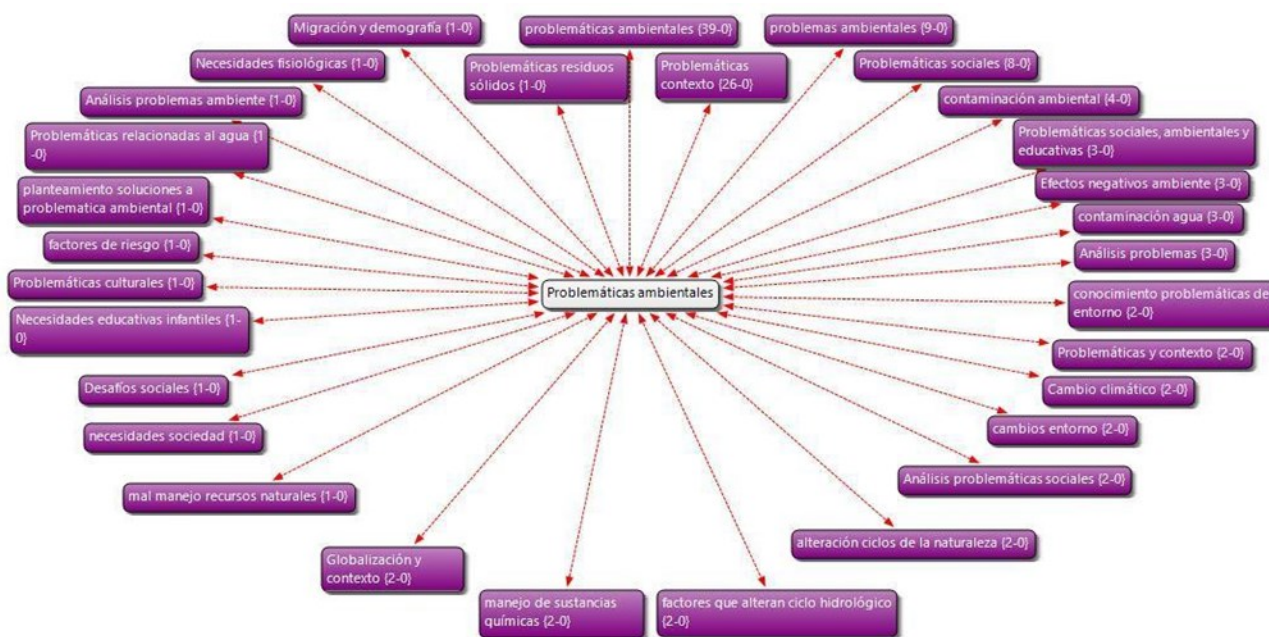 Migración y demografía {1-0}
problemáticas ambientales {39-0}
problemas ambientales {9-0}
Necesidades fisiológicas {1-0}
Problemáticas residuos
sólidos {1-0}
Problemáticas
contexto {26-0}
Problemáticas sociales {8-0}
Análisis problemas ambiente {1-0}
contaminación ambiental {4-0}
Problemáticas relacionadas al agua {1
-0}
Problemáticas sociales, ambientales y
educativas {3-0}
planteamiento soluciones a
problematica ambiental {1-0}
Efectos negativos ambiente {3-0}
contaminación agua {3-0}
factores de riesgo {1-0}
Análisis problemas {3-0}
Problemáticas culturales {1-0}
Problemáticas ambientales
conocimiento problemáticas de
entorno {2-0}
Necesidades educativas infantiles {1-
0}
Problemáticas y contexto {2-0}
Desafíos sociales {1-0}
Cambio climático {2-0}
necesidades sociedad {1-0}
cambios entorno {2-0}
mal manejo recursos naturales {1-0}
Análisis problemáticas sociales {2-0}
alteración ciclos de la naturaleza {2-0}
Globalización y
contexto {2-0}
manejo de sustancias
químicas {2-0}
factores que alteran ciclo hidrológico
{2-0}